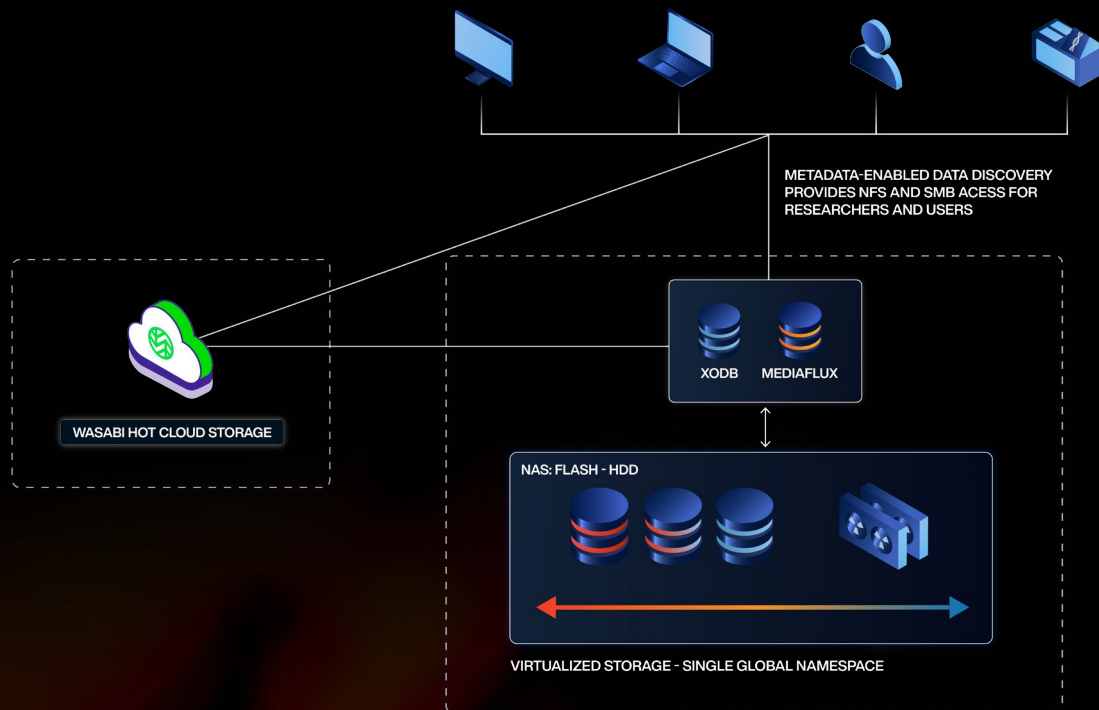 METADATA-ENABLED DATA DISCOVERY
PROVIDES NFS AND SMB ACESS FOR
RESEARCHERS AND USERS
XODB
MEDIAFLUX
WASABI HOT CLOUD STORAGE
NAS: FLASH - HDD
VIRTUALIZED STORAGE - SINGLE GLOBAL NAMESPACE